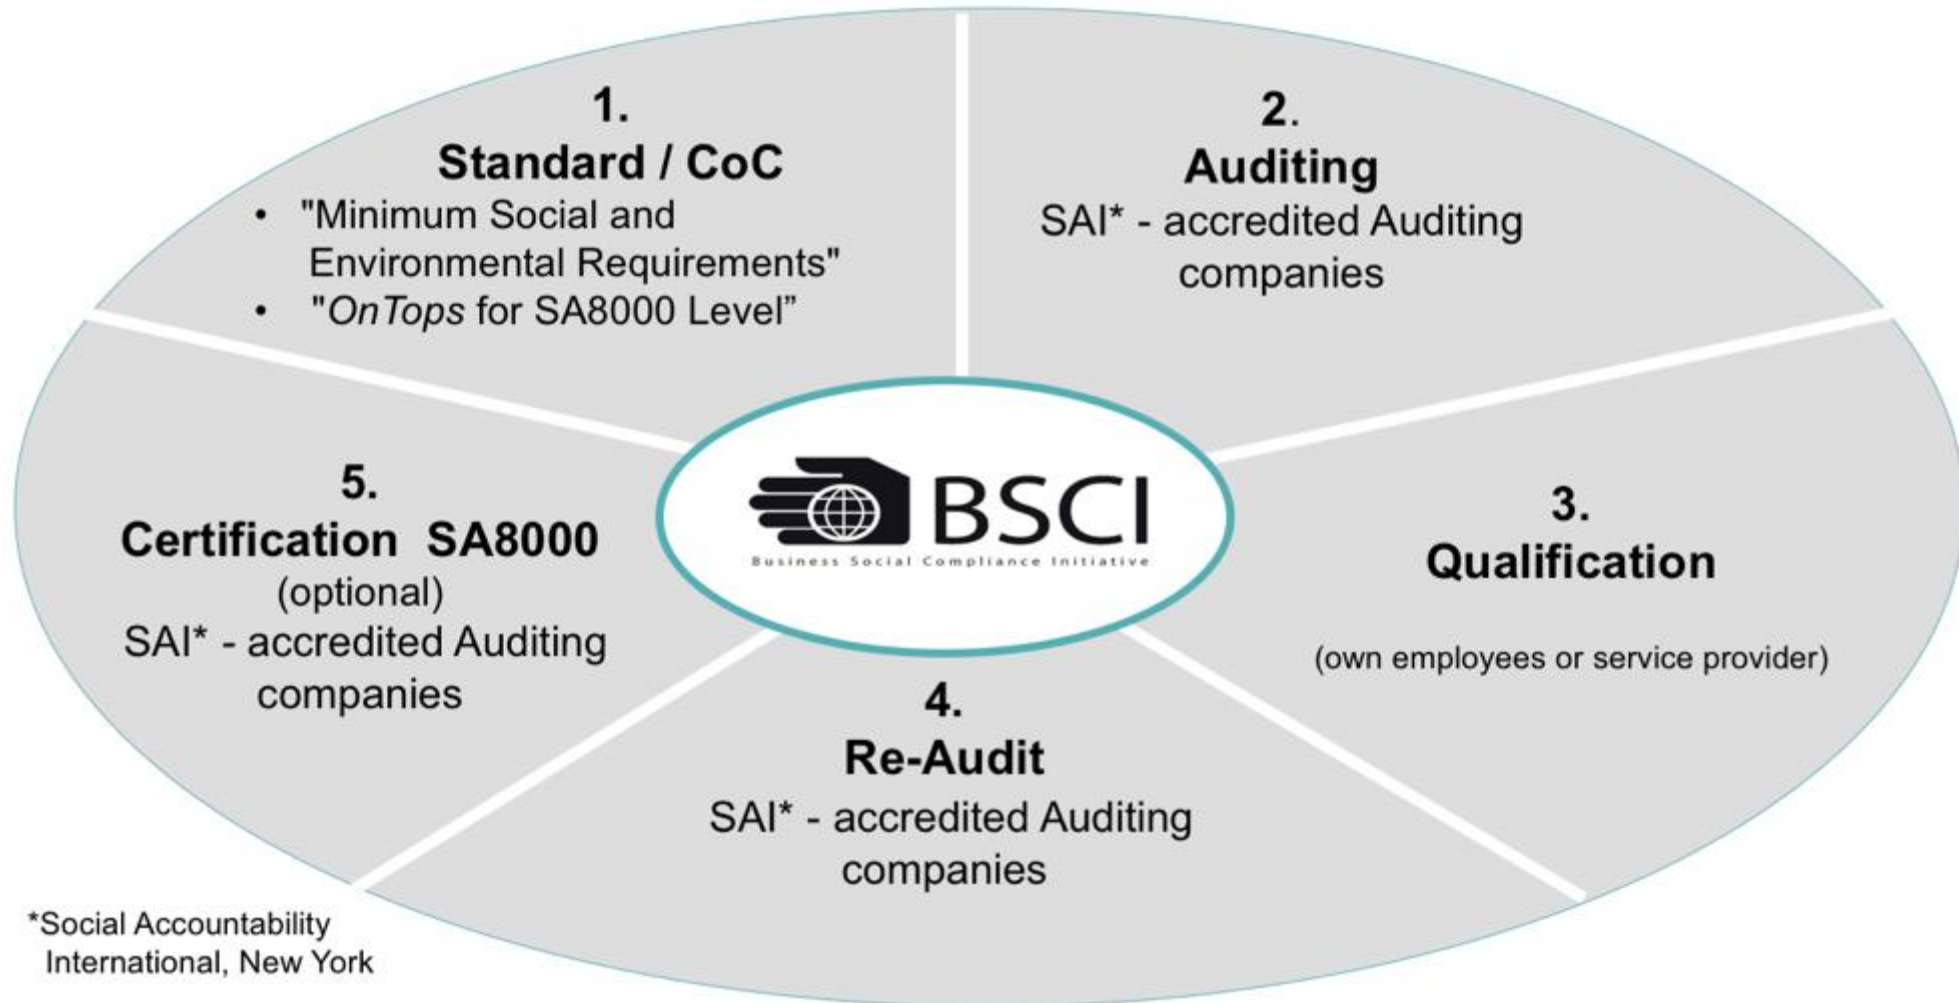 1.
Standard / CoC
• "Minimum Social and
Environmental Requirements"
• "OnTops for SA8000 Level”
2.
Auditing
SAI* - accredited Auditing
companies
3.
Qualification
(own employees or service provider)
4.
Re-Audit
SAI* - accredited Auditing
companies
5.
Certification SA8000
(optional)
SAI* - accredited Auditing
companies
BSCI
Business Social Compliance Initiative
*Social Accountability
International, New York